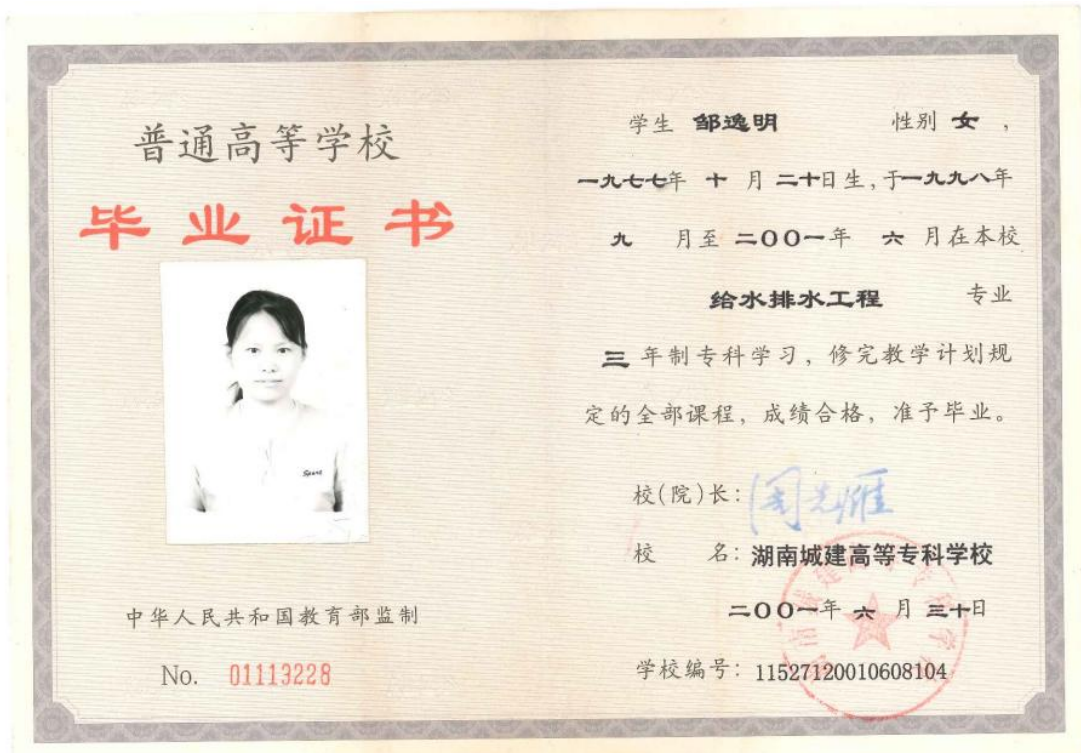 普通高等学校
毕业证书
中华人民共和国教育部监制
No. 01113228
学生 邹逸明 性别 女，
一九七七年 十 月 二十日生，于一九九八年
九 月至 二00一年 六 月在本校
给水排水工程 专业
三 年制专科学习，修完教学计划规
定的全部课程，成绩合格，准予毕业。
校(院)长：
校 名：湖南城建高等专科学校
二00一年 六 月 三十日
学校编号：11527120010608104